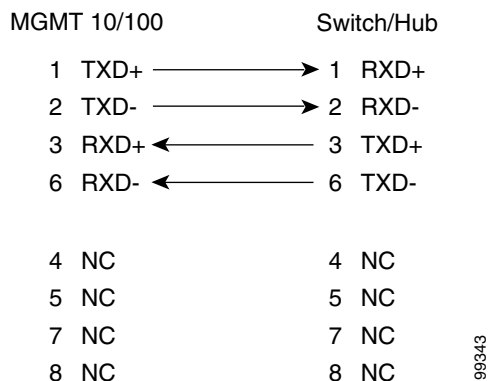 MGMT 10/100 Switch/Hub
1 TXD+ 1 RXD+
2 TXD- 2 RXD-
3 RXD+ 3 TXD+
6 RXD- 6 TXD-
4 NC 4 NC
5 NC 5 NC
7 NC 7 NC
8 NC 8 NC
99343